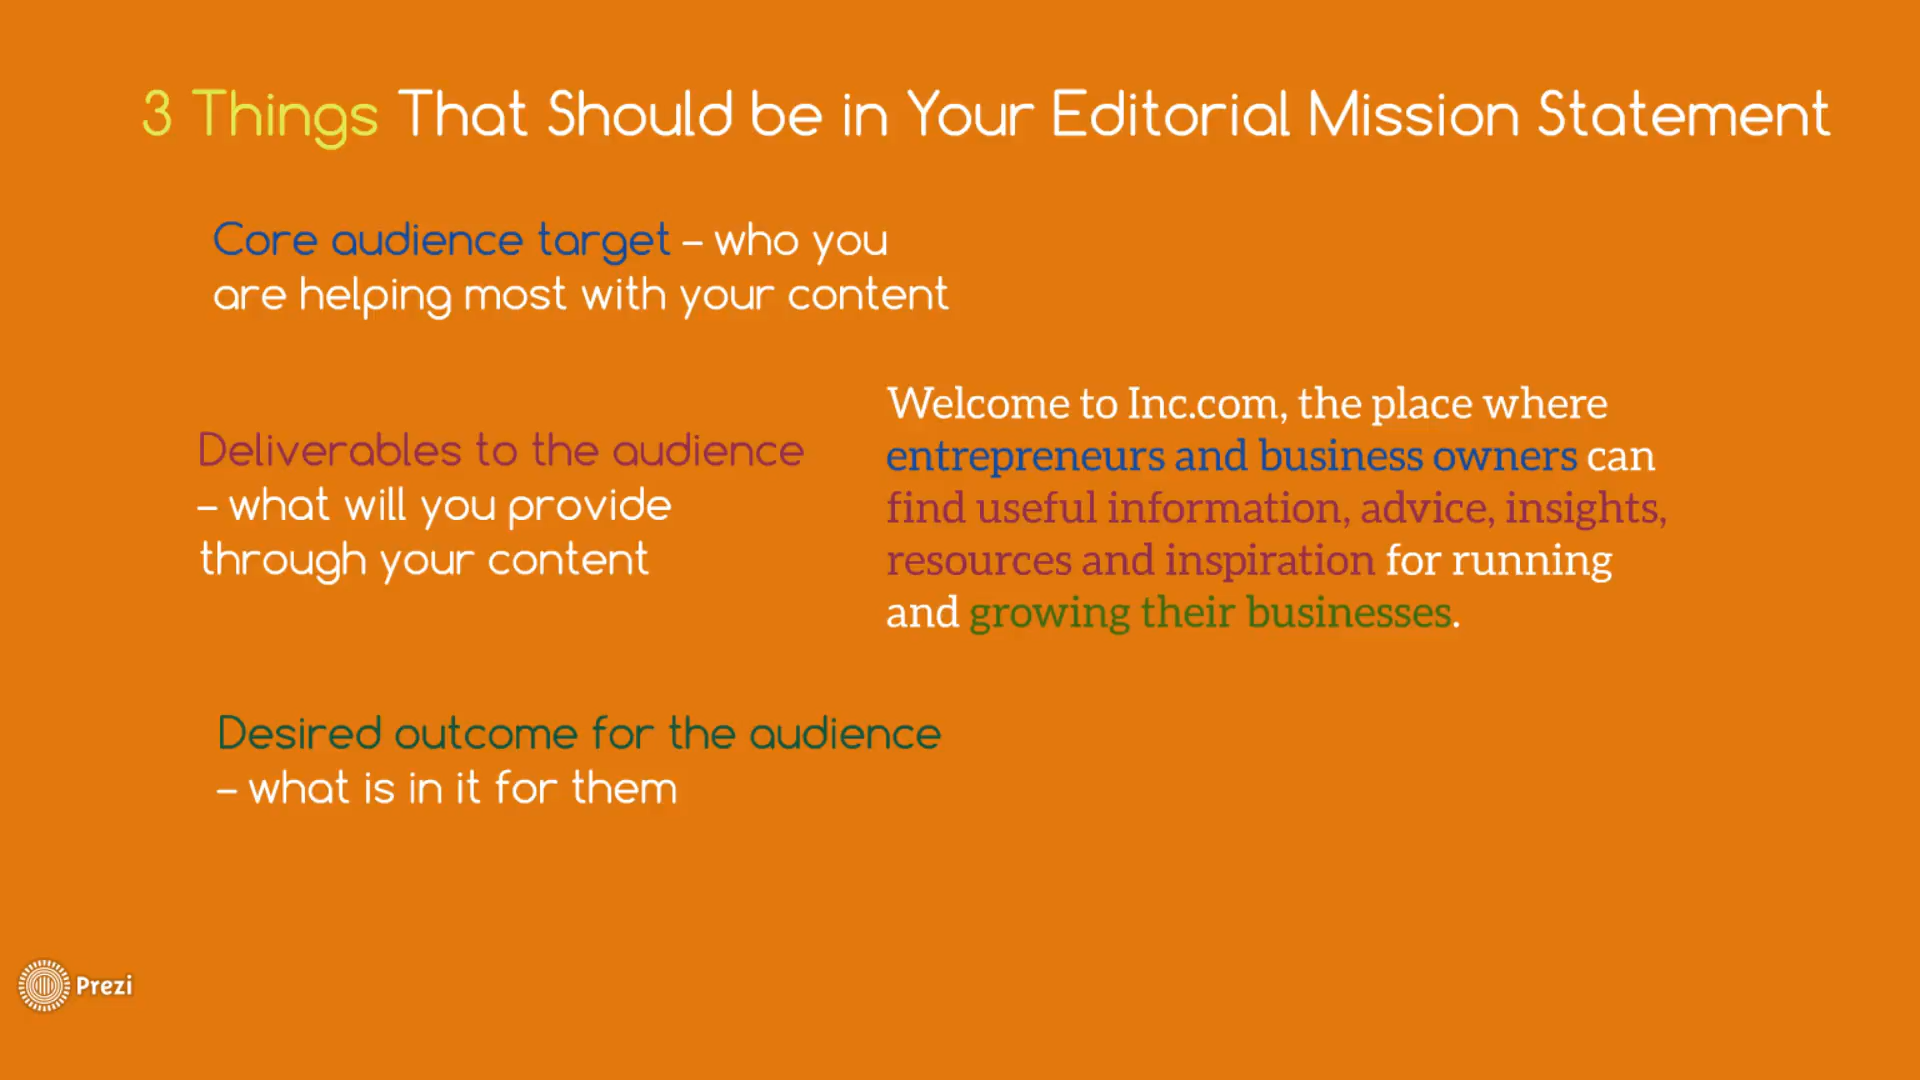 3 Things That Should be in Your Editorial Mission Statement
Core audience target – who you
are helping most with your content
Deliverables to the audience
– what will you provide
through your content
Desired outcome for the audience
– what is in it for them
Welcome to Inc.com, the place where
entrepreneurs and business owners can
find useful information, advice, insights,
resources and inspiration for running
and growing their businesses.
Prezi